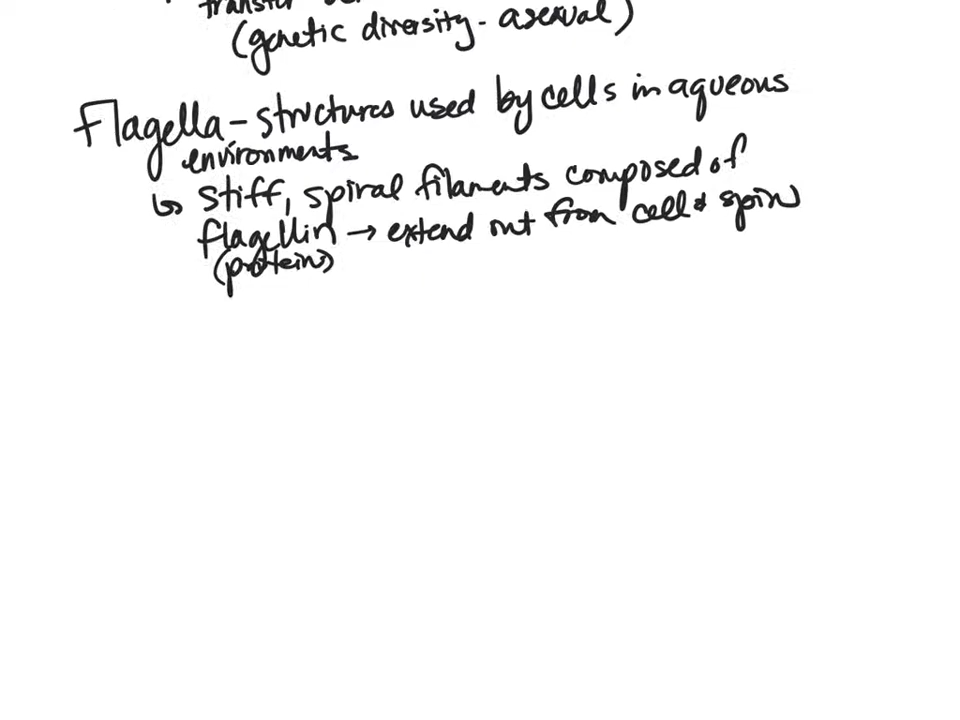 transfer
(genetic diversity - asexual)
Flagella - structures used by cells in aqueous
environments
↳ stiff, spiral filaments composed of
flagellin → extend out from cell & spin
(protein)